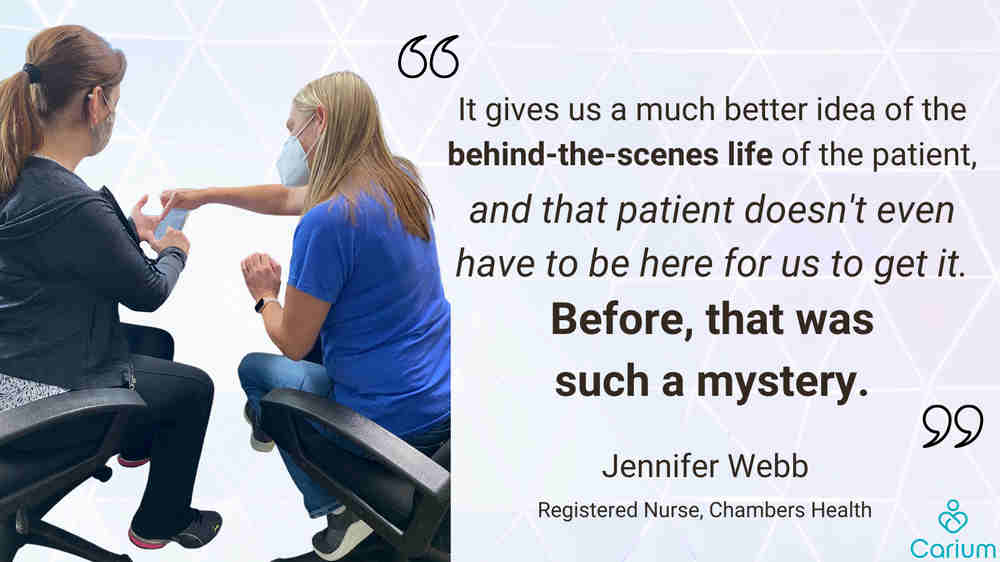 “
It gives us a much better idea of the
behind-the-scenes life of the patient,
and that patient doesn't even
have to be here for us to get it.
Before, that was
such a mystery.
”
Jennifer Webb
Registered Nurse, Chambers Health
Carium